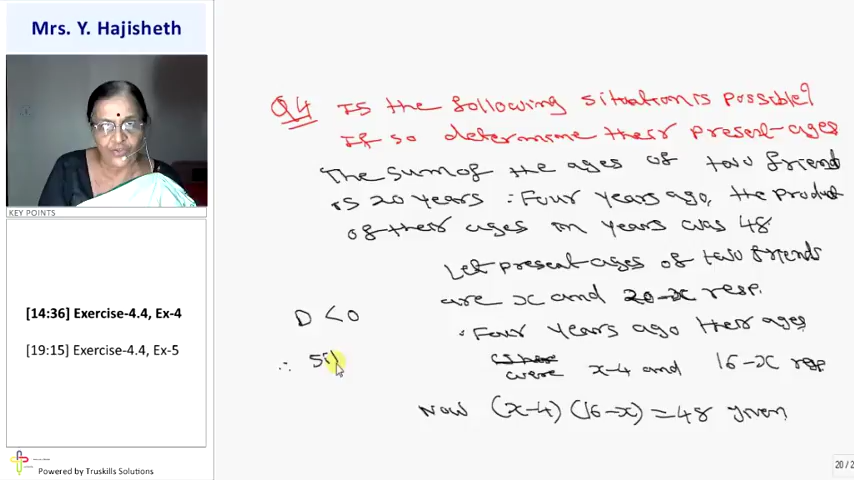 Mrs. Y. Hajisheth
KEY POINTS
[14:36] Exercise-4.4, Ex-4
[19:15] Exercise-4.4, Ex-5
Powered by Truskills Solutions
Q4 Is the following situation is possible?
If so determine their present ages
The sum of the ages of two friend
is 20 years . Four years ago, the product
of their ages in years was 48
Let present ages of two friends
are x and 20-x resp.
D < 0
. Four years ago their ages
∴ si
were x-4 and 16-x resp
Now (x-4) (16-x) = 48 given
20/2